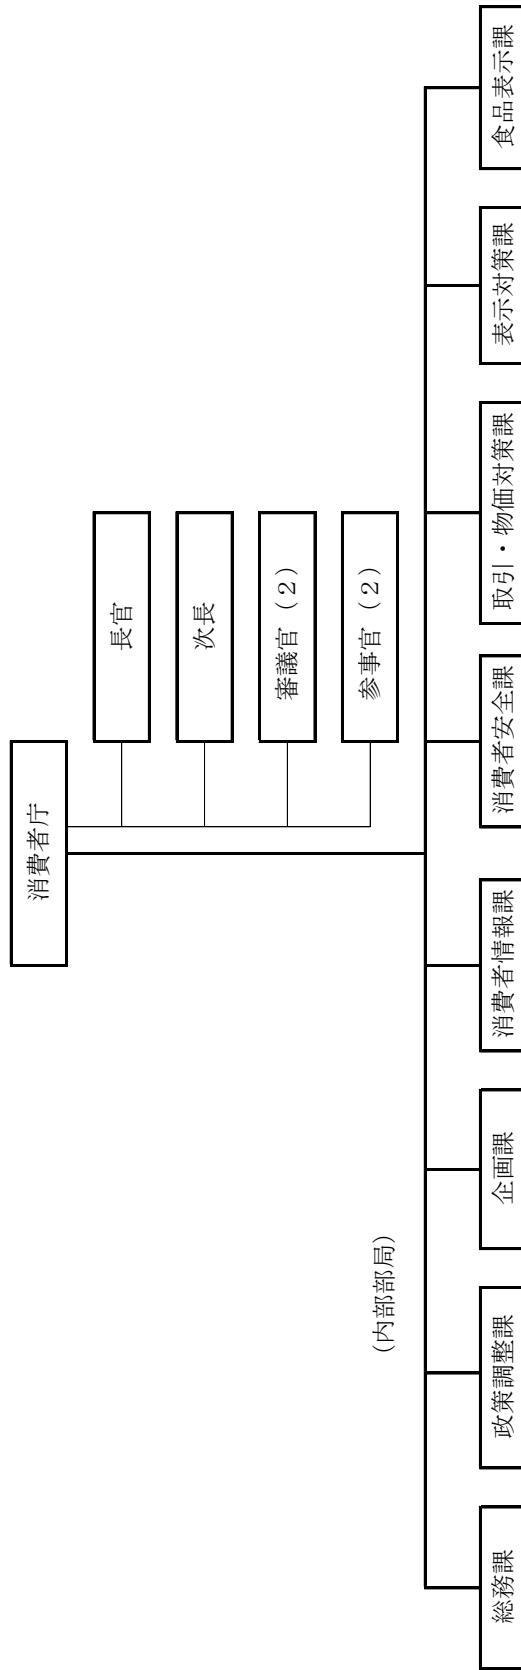 消費者庁
長官
次長
審議官（２）
参事官（２）
(内部部局)
総務課
政策調整課
企画課
消費者情報課
消費者安全課
取引・物価対策課
表示対策課
食品表示課